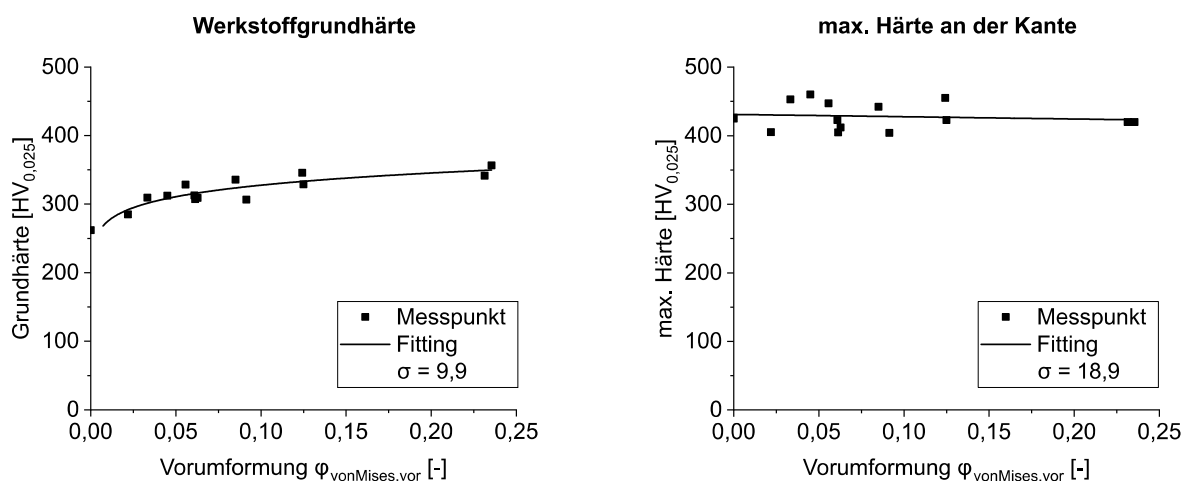 Werkstoffgrundhärte
500
400
300
200
100
0
Grundhärte [HV0,025]
Messpunkt
Fitting
σ = 9,9
0,00 0,05 0,10 0,15 0,20 0,25
Vorumformung φvonMises,vor [-]
max. Härte an der Kante
500
400
300
200
100
0
max. Härte [HV0,025]
Messpunkt
Fitting
σ = 18,9
0,00 0,05 0,10 0,15 0,20 0,25
Vorumformung φvonMises,vor [-]